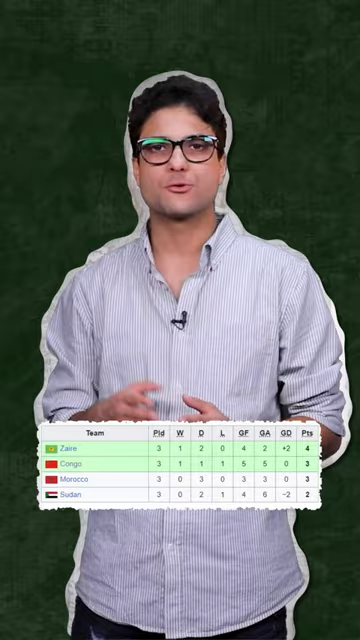 Team Pld W D L GF GA GD Pts
Zaire 3 1 2 0 4 2 +2 4
Congo 3 1 1 1 5 5 0 3
Morocco 3 0 3 0 3 3 0 3
Sudan 3 0 2 1 4 6 −2 2